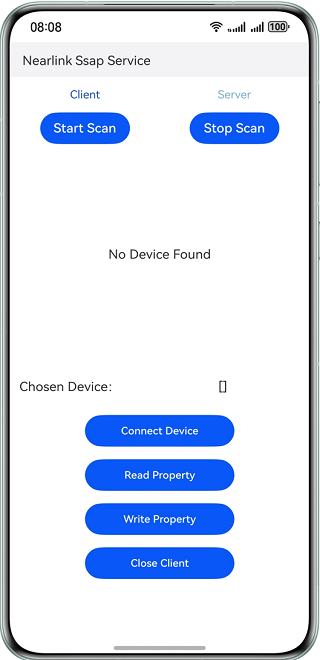 08:08 100
Nearlink Ssap Service
Client Server
Start Scan Stop Scan
No Device Found
Chosen Device: []
Connect Device
Read Property
Write Property
Close Client